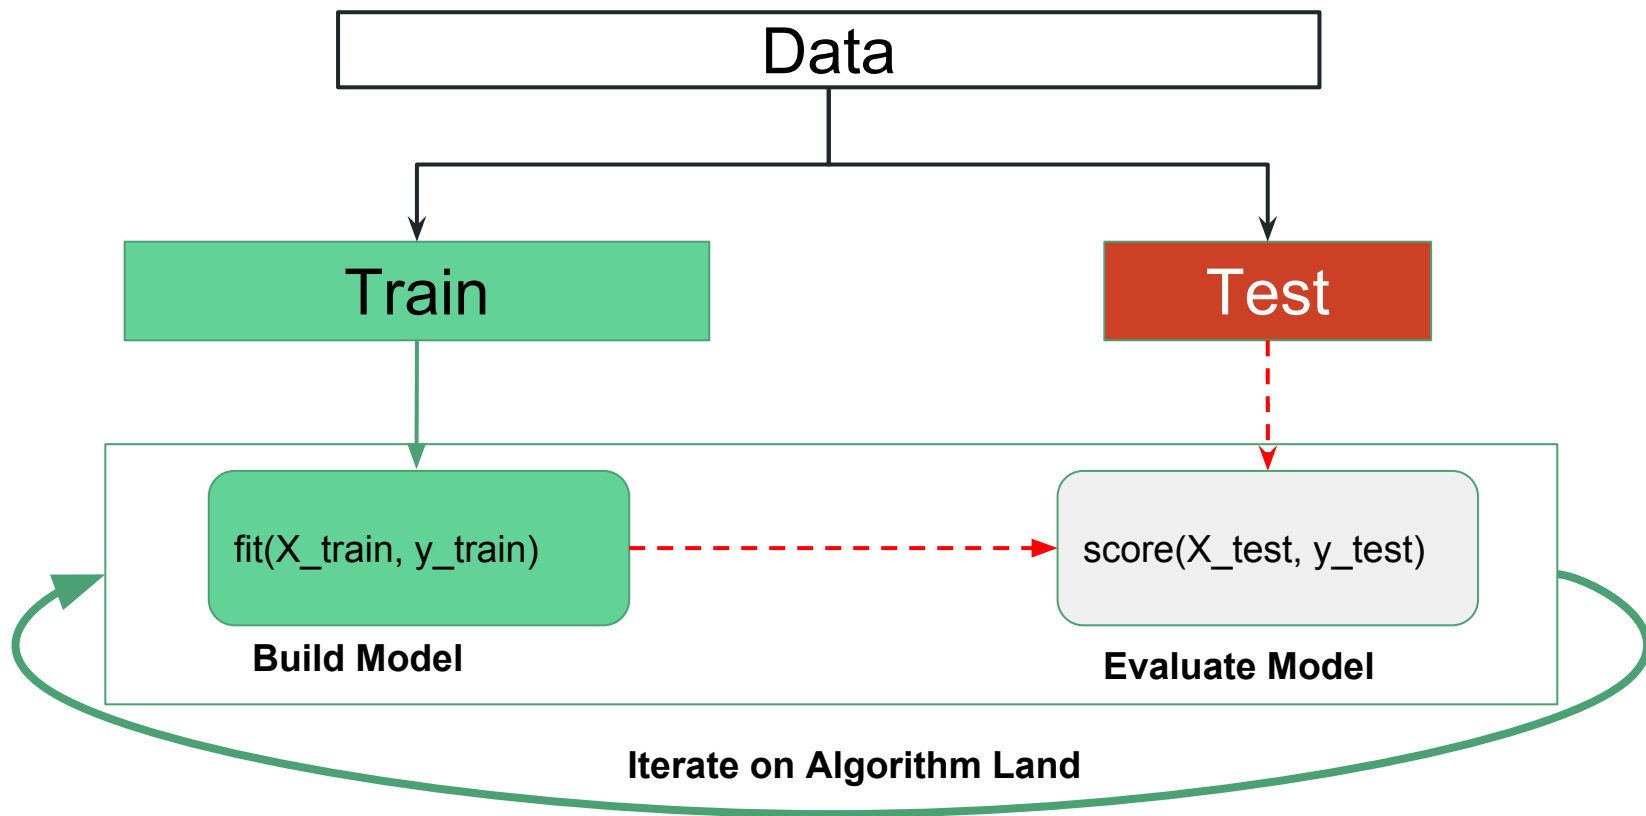 Data
Train
Test
fit(X_train, y_train)
score(X_test, y_test)
Build Model
Evaluate Model
Iterate on Algorithm Land